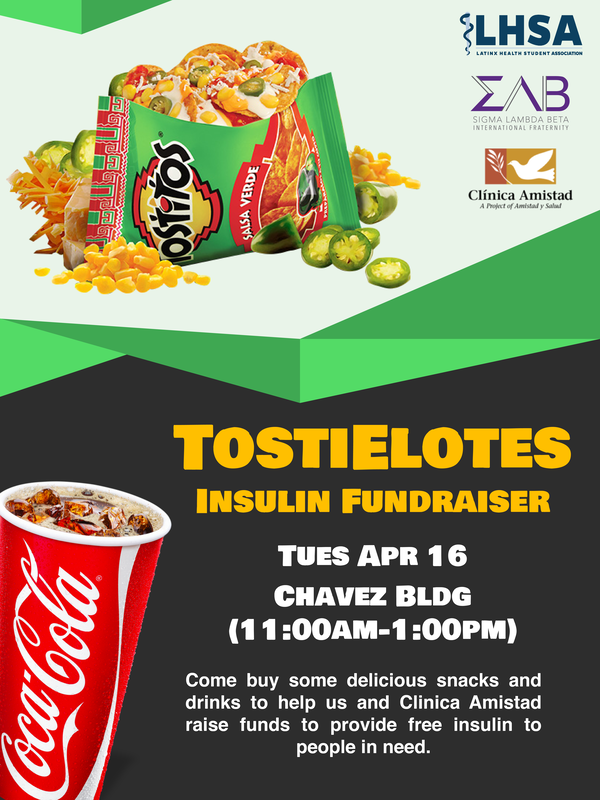 LHSA
LATINX HEALTH STUDENT ASSOCIATION
ΣΛΒ
SIGMA LAMBDA BETA
INTERNATIONAL FRATERNITY
Clínica Amistad
A Project of Amistad y Salud
TOSTITOS
SALSA VERDE
TOSTIELOTES
INSULIN FUNDRAISER
TUES APR 16
CHAVEZ BLDG
(11:00AM-1:00PM)
Come buy some delicious snacks and
drinks to help us and Clinica Amistad
raise funds to provide free insulin to
people in need.
Coca-Cola